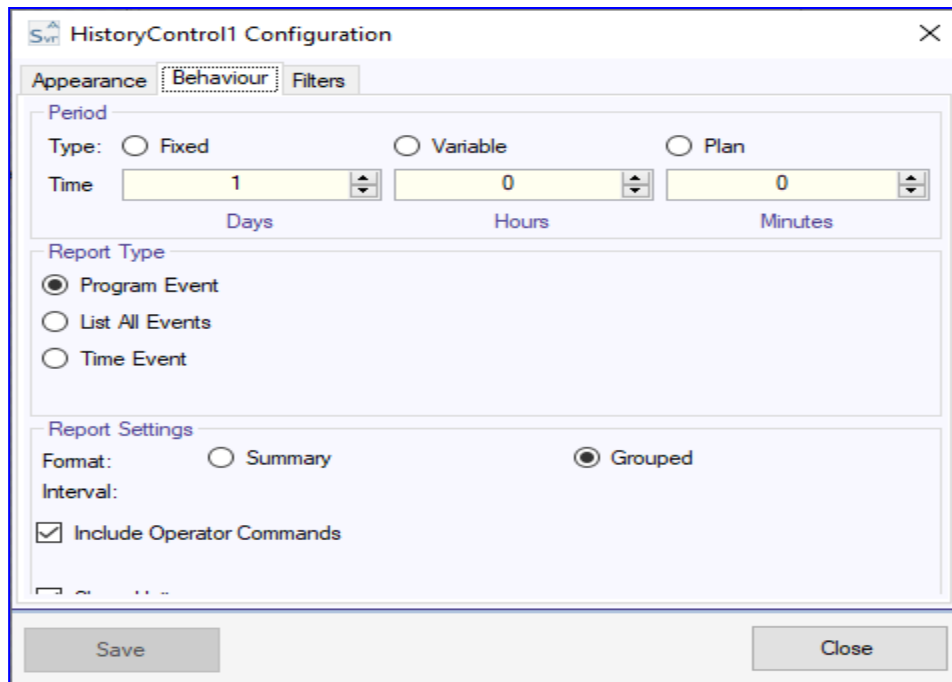 Svr HistoryControl1 Configuration
Appearance Behaviour Filters
Period
Type: Fixed Variable Plan
Time 1 0 0
Days Hours Minutes
Report Type
Program Event
List All Events
Time Event
Report Settings
Format: Summary Grouped
Interval:
Include Operator Commands
Save Close